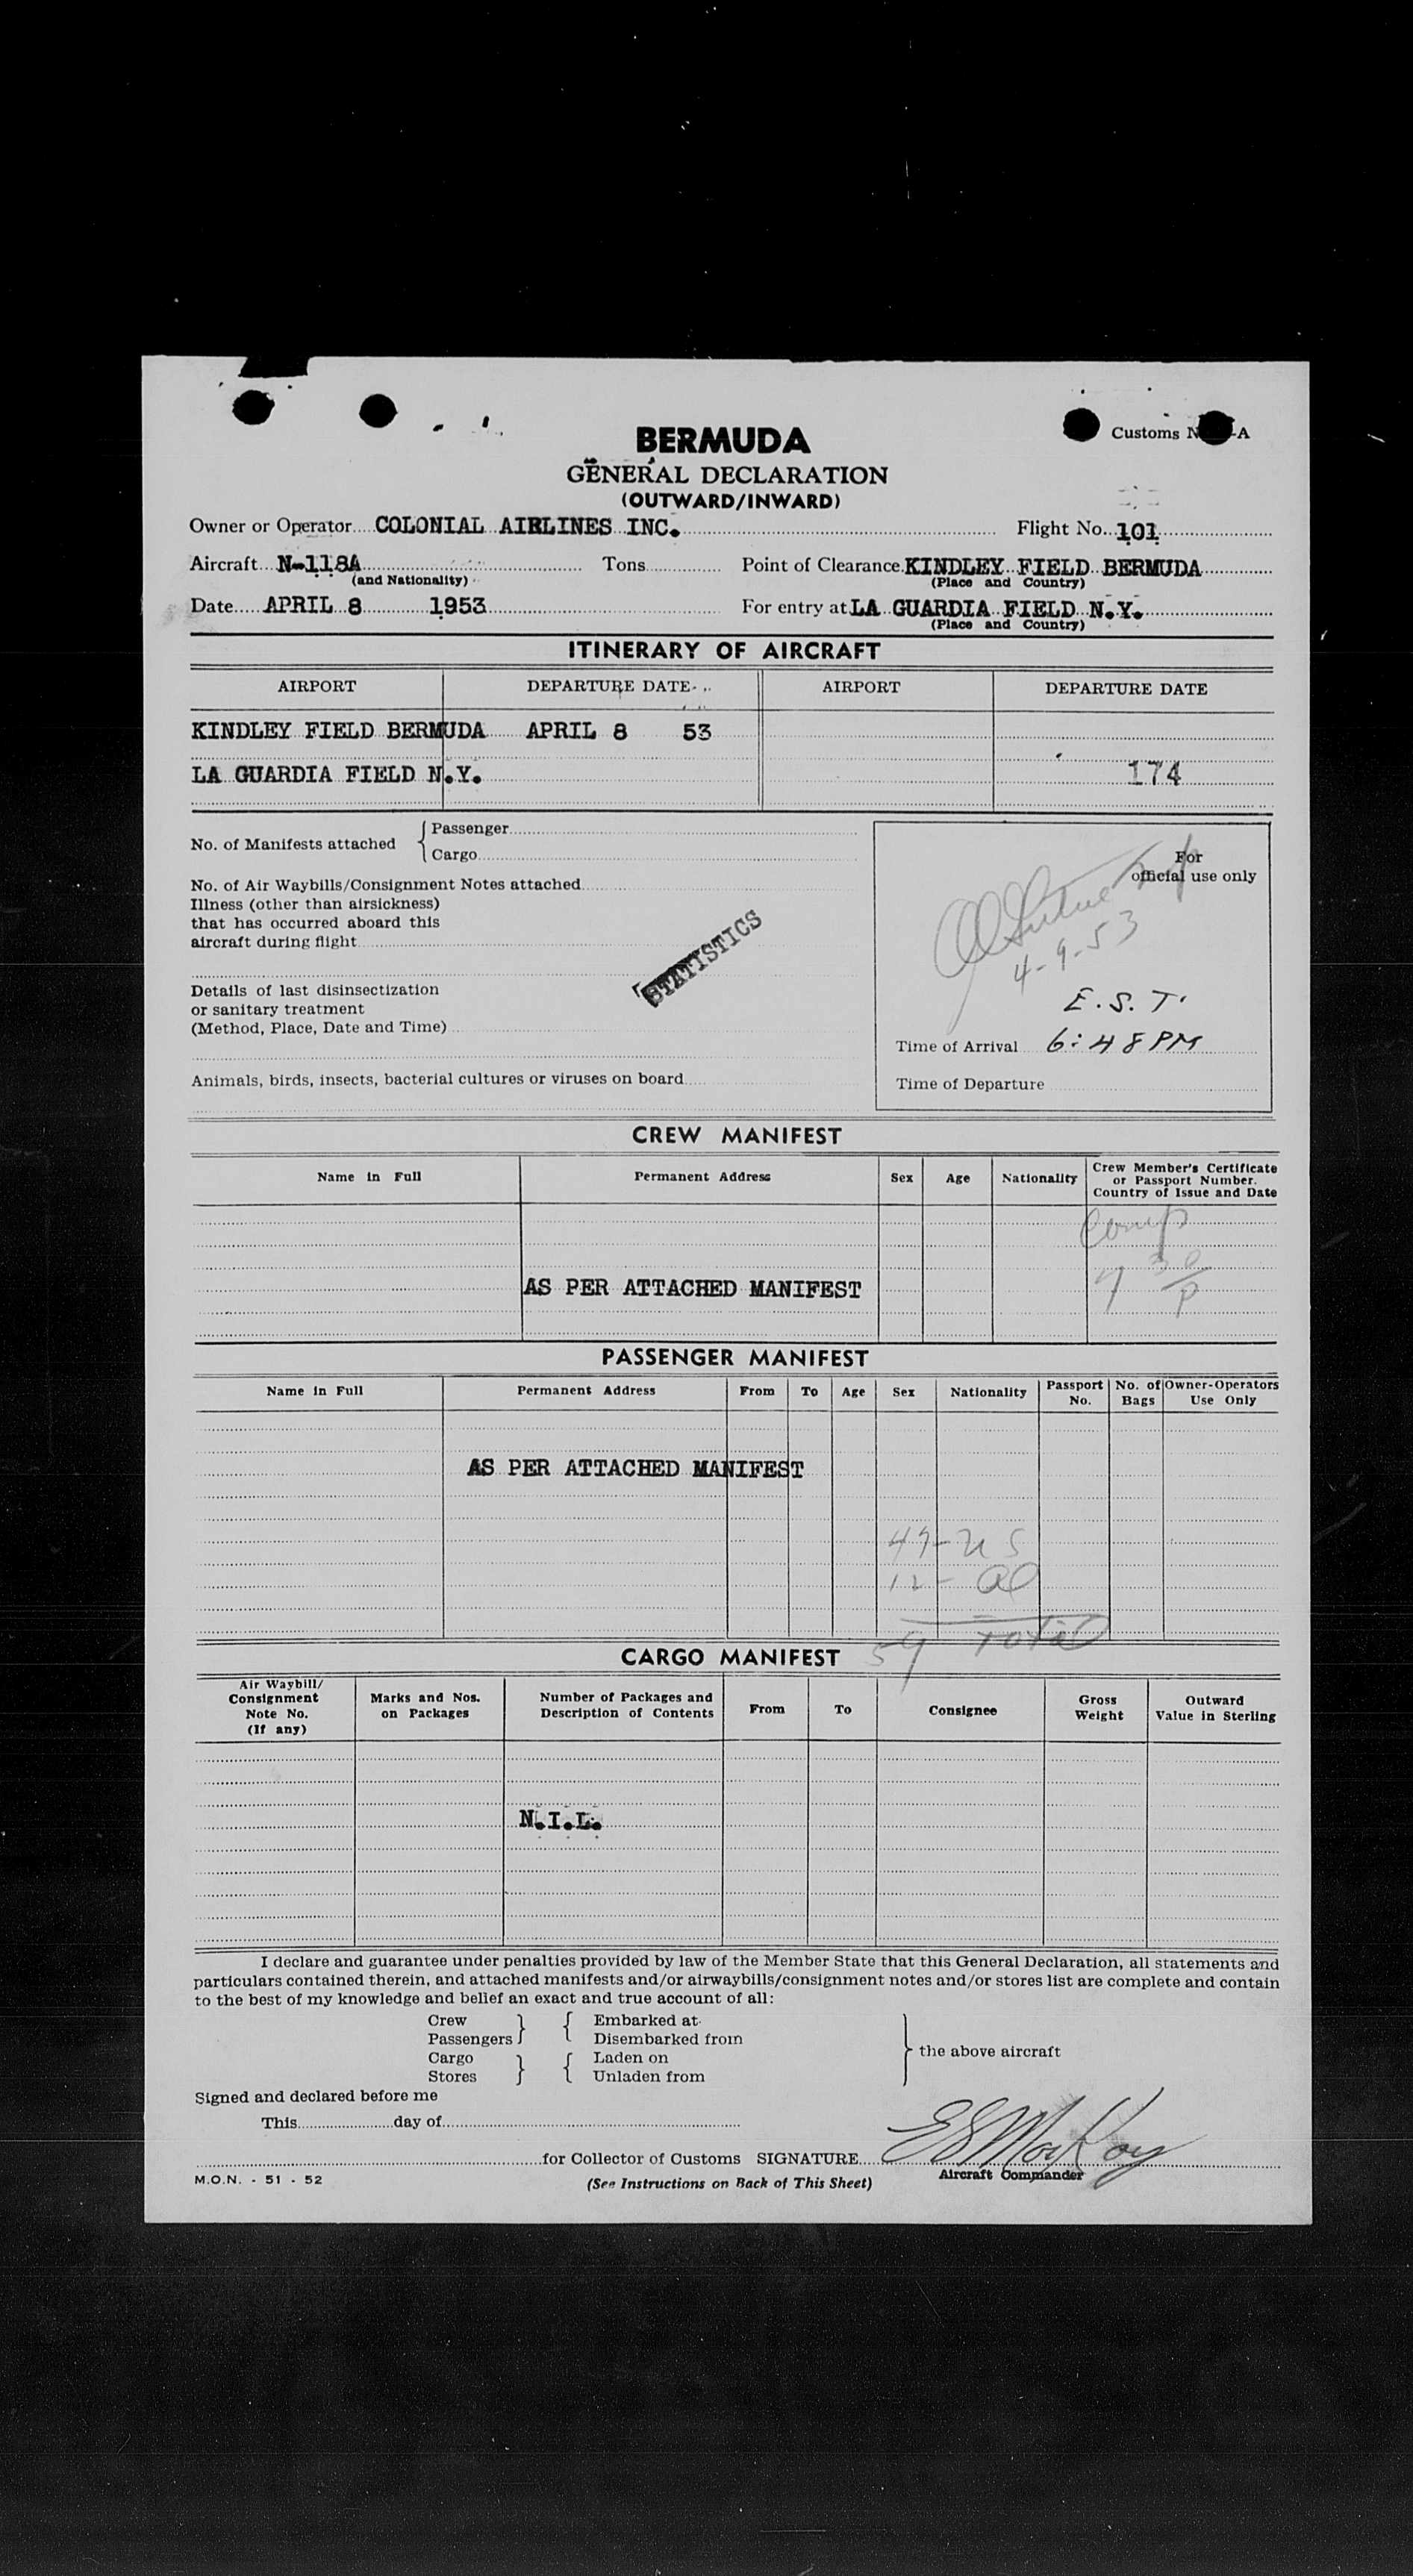 Customs N -A
BERMUDA
GENERAL DECLARATION
(OUTWARD/INWARD)
Owner or Operator COLONIAL AIRLINES INC. Flight No. 101
Aircraft N-118A Tons Point of Clearance KINDLEY FIELD BERMUDA
(and Nationality) (Place and Country)
Date APRIL 8 1953 For entry at LA GUARDIA FIELD N.Y.
(Place and Country)
ITINERARY OF AIRCRAFT
AIRPORT DEPARTURE DATE AIRPORT DEPARTURE DATE
KINDLEY FIELD BERMUDA APRIL 8 53
LA GUARDIA FIELD N.Y. 174
No. of Manifests attached { Passenger
Cargo
For
official use only
No. of Air Waybills/Consignment Notes attached
Illness (other than airsickness)
that has occurred aboard this
aircraft during flight
STATISTICS
4-9-53
Details of last disinsectization
or sanitary treatment
(Method, Place, Date and Time)
E.S.T.
Time of Arrival 6:48 PM
Animals, birds, insects, bacterial cultures or viruses on board
Time of Departure
CREW MANIFEST
Name in Full Permanent Address Sex Age Nationality Crew Member's Certificate
or Passport Number.
Country of Issue and Date
AS PER ATTACHED MANIFEST
PASSENGER MANIFEST
Name in Full Permanent Address From To Age Sex Nationality Passport No. No. of Bags Owner-Operators Use Only
AS PER ATTACHED MANIFEST
47-US
12-al
59 Total
CARGO MANIFEST
Air Waybill/ Consignment Note No. (If any) Marks and Nos. on Packages Number of Packages and Description of Contents From To Consignee Gross Weight Outward Value in Sterling
N.I.L.
I declare and guarantee under penalties provided by law of the Member State that this General Declaration, all statements and
particulars contained therein, and attached manifests and/or airwaybills/consignment notes and/or stores list are complete and contain
to the best of my knowledge and belief an exact and true account of all:
Crew } { Embarked at
Passengers Disembarked from
Cargo } { Laden on
Stores Unladen from
} the above aircraft
Signed and declared before me
This day of
for Collector of Customs SIGNATURE ES MacKay
Aircraft Commander
M.O.N. - 51 - 52
(See Instructions on Back of This Sheet)